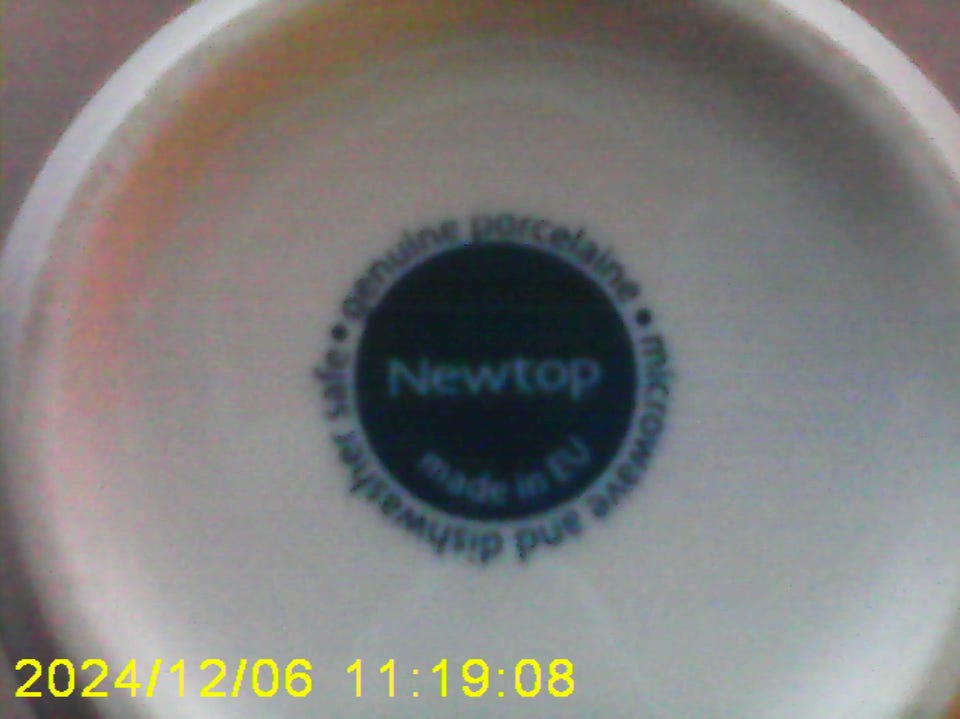 genuine porcelaine • microwave and dishwasher safe •
Newtop
made in EU
2024/12/06 11:19:08